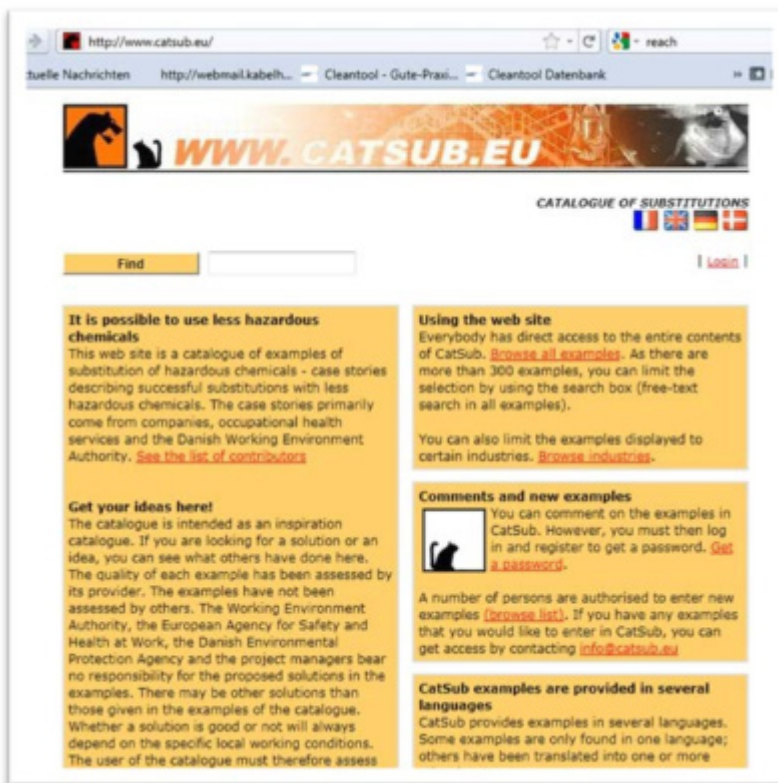 http://www.catsub.eu/
reach
tuelle Nachrichten
http://webmail.kabelh...
Cleantool - Gute-Praxi...
Cleantool Datenbank
WWW.CATSUB.EU
CATALOGUE OF SUBSTITUTIONS
Find
| Login |
It is possible to use less hazardous
chemicals
This web site is a catalogue of examples of
substitution of hazardous chemicals - case stories
describing successful substitutions with less
hazardous chemicals. The case stories primarily
come from companies, occupational health
services and the Danish Working Environment
Authority. See the list of contributors
Get your ideas here!
The catalogue is intended as an inspiration
catalogue. If you are looking for a solution or an
idea, you can see what others have done here.
The quality of each example has been assessed by
its provider. The examples have not been
assessed by others. The Working Environment
Authority, the European Agency for Safety and
Health at Work, the Danish Environmental
Protection Agency and the project managers bear
no responsibility for the proposed solutions in the
examples. There may be other solutions than
those given in the examples of the catalogue.
Whether a solution is good or not will always
depend on the specific local working conditions.
The user of the catalogue must therefore assess
Using the web site
Everybody has direct access to the entire contents
of CatSub. Browse all examples. As there are
more than 300 examples, you can limit the
selection by using the search box (free-text
search in all examples).
You can also limit the examples displayed to
certain industries. Browse industries.
Comments and new examples
You can comment on the examples in
CatSub. However, you must then log
in and register to get a password. Get
a password.
A number of persons are authorised to enter new
examples (browse list). If you have any examples
that you would like to enter in CatSub, you can
get access by contacting info@catsub.eu
CatSub examples are provided in several
languages
CatSub provides examples in several languages.
Some examples are only found in one language;
others have been translated into one or more